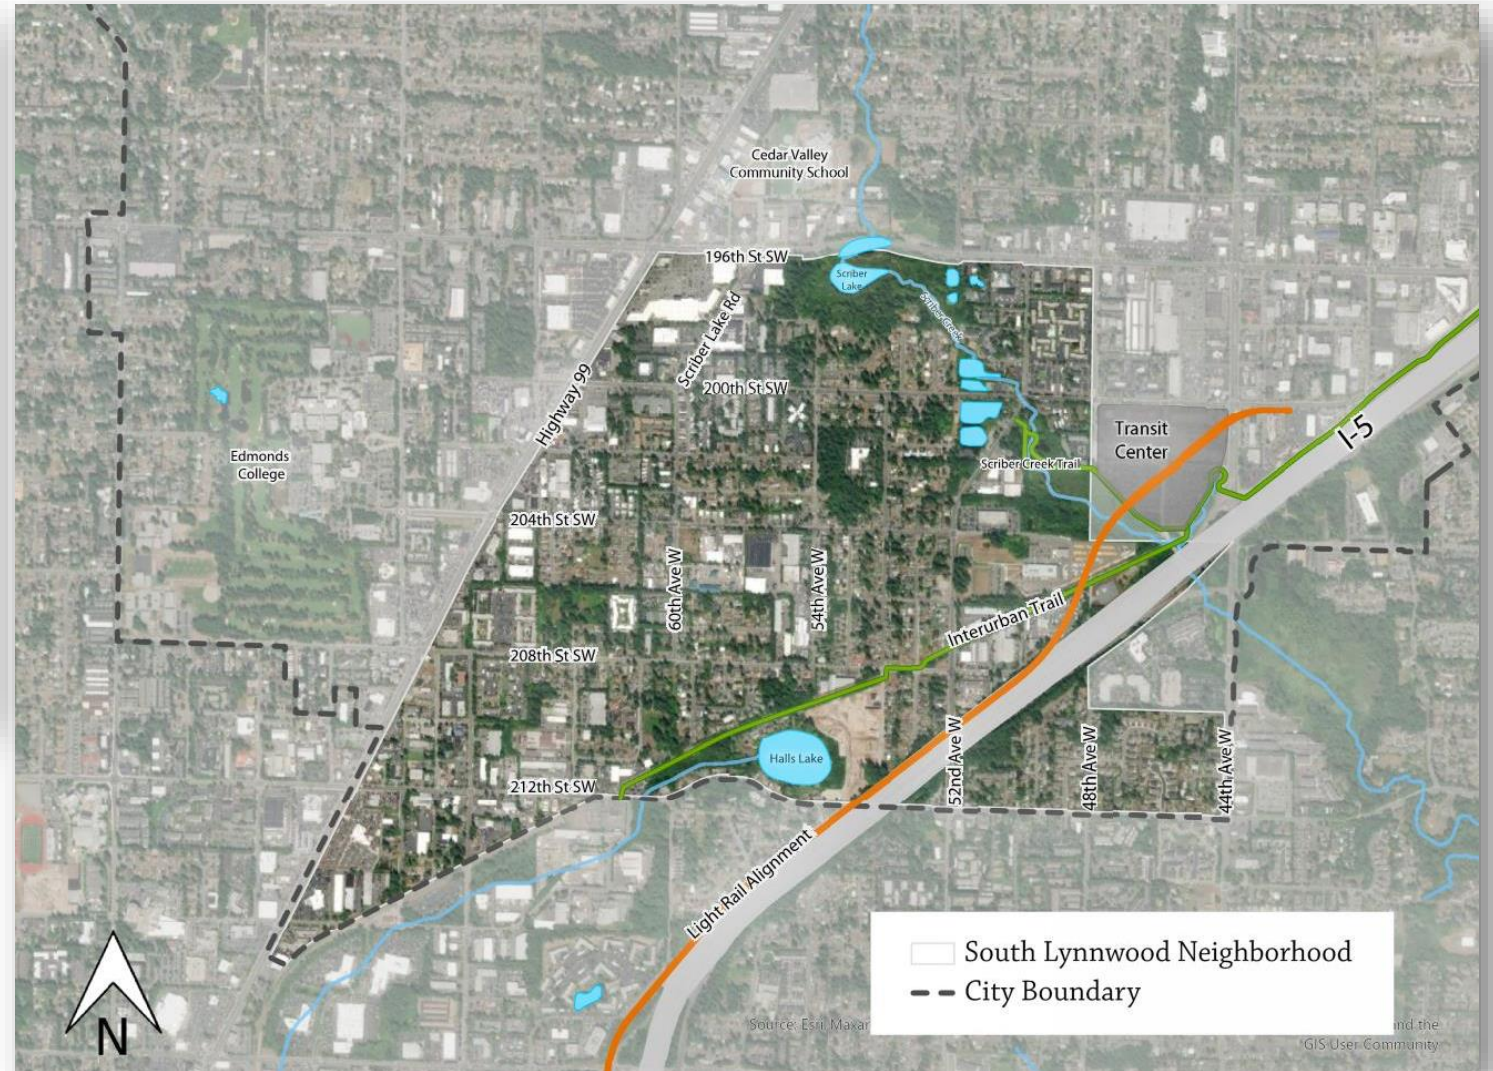 Cedar Valley
Community School
196th St SW
Scriber
Lake
Scriber Creek
Scriber Lake Rd
200th St SW
Highway 99
Transit
Center
I-5
Edmonds
College
Scriber Creek Trail
204th St SW
60th Ave W
54th Ave W
Interurban Trail
208th St SW
52nd Ave W
48th Ave W
44th Ave W
Halls Lake
212th St SW
Light Rail Alignment
South Lynnwood Neighborhood
City Boundary
N
Source: Esri, Maxar
and the
GIS User Community